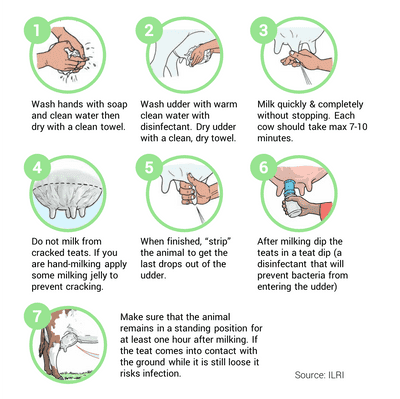 1
Wash hands with soap
and clean water then
dry with a clean towel.
2
Wash udder with warm
clean water with
disinfectant. Dry udder
with a clean, dry towel.
3
Milk quickly & completely
without stopping. Each
cow should take max 7-10
minutes.
4
Do not milk from
cracked teats. If you
are hand-milking apply
some milking jelly to
prevent cracking.
5
When finished, “strip”
the animal to get the
last drops out of the
udder.
6
After milking dip the
teats in a teat dip (a
disinfectant that will
prevent bacteria from
entering the udder)
7
Make sure that the animal
remains in a standing position for
at least one hour after milking. If
the teat comes into contact with
the ground while it is still loose it
risks infection.
Source: ILRI